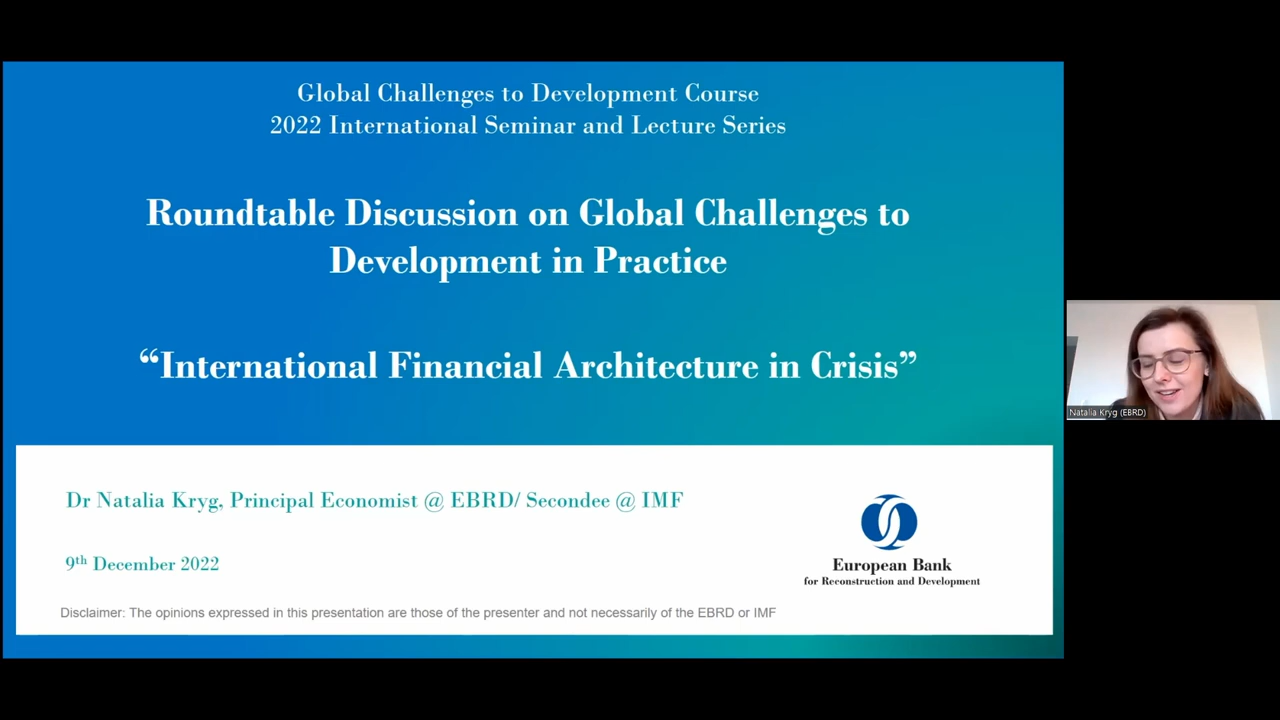 Global Challenges to Development Course
2022 International Seminar and Lecture Series
Roundtable Discussion on Global Challenges to
Development in Practice
“International Financial Architecture in Crisis”
Dr Natalia Kryg, Principal Economist @ EBRD/ Secondee @ IMF
9th December 2022
European Bank
for Reconstruction and Development
Disclaimer: The opinions expressed in this presentation are those of the presenter and not necessarily of the EBRD or IMF
Natalia Kryg (EBRD)